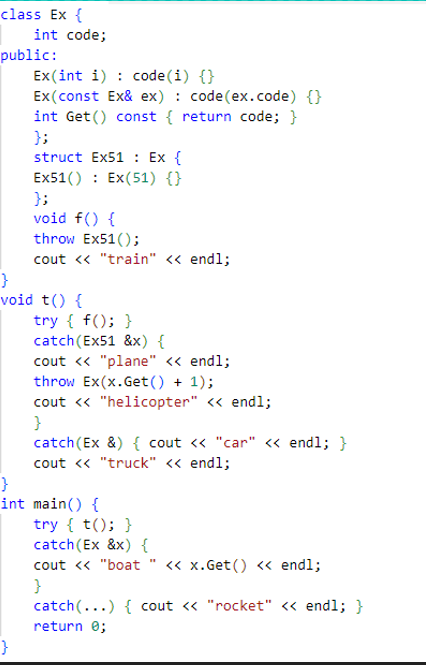 class Ex {
    int code;
public:
    Ex(int i) : code(i) {}
    Ex(const Ex& ex) : code(ex.code) {}
    int Get() const { return code; }
    };
    struct Ex51 : Ex {
    Ex51() : Ex(51) {}
    };
    void f() {
    throw Ex51();
    cout << "train" << endl;
}
void t() {
    try { f(); }
    catch(Ex51 &x) {
    cout << "plane" << endl;
    throw Ex(x.Get() + 1);
    cout << "helicopter" << endl;
    }
    catch(Ex &) { cout << "car" << endl; }
    cout << "truck" << endl;
}
int main() {
    try { t(); }
    catch(Ex &x) {
    cout << "boat " << x.Get() << endl;
    }
    catch(...) { cout << "rocket" << endl; }
    return 0;
}